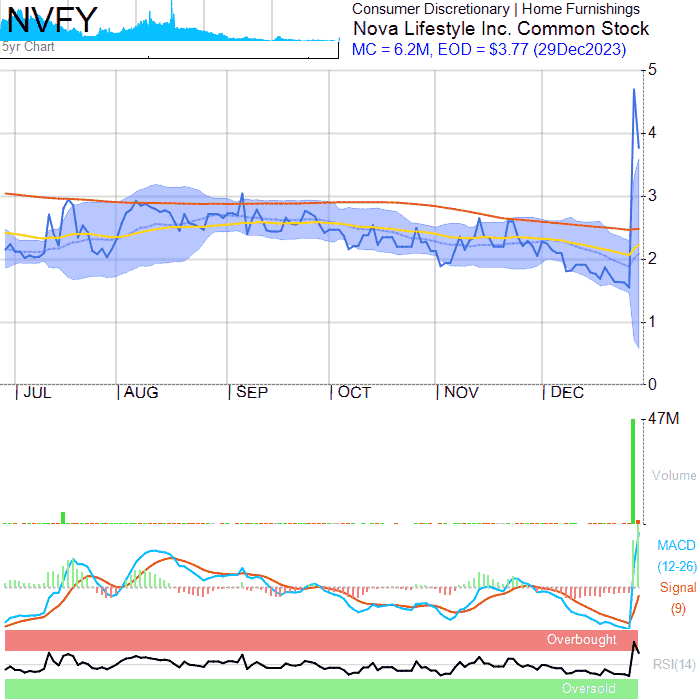 NVFY
5yr Chart
Consumer Discretionary | Home Furnishings
Nova Lifestyle Inc. Common Stock
MC = 6.2M, EOD = $3.77 (29Dec2023)
5
4
3
2
1
0
JUL AUG SEP OCT NOV DEC
47M
Volume
MACD
(12-26)
Signal
(9)
Overbought
RSI(14)
Oversold